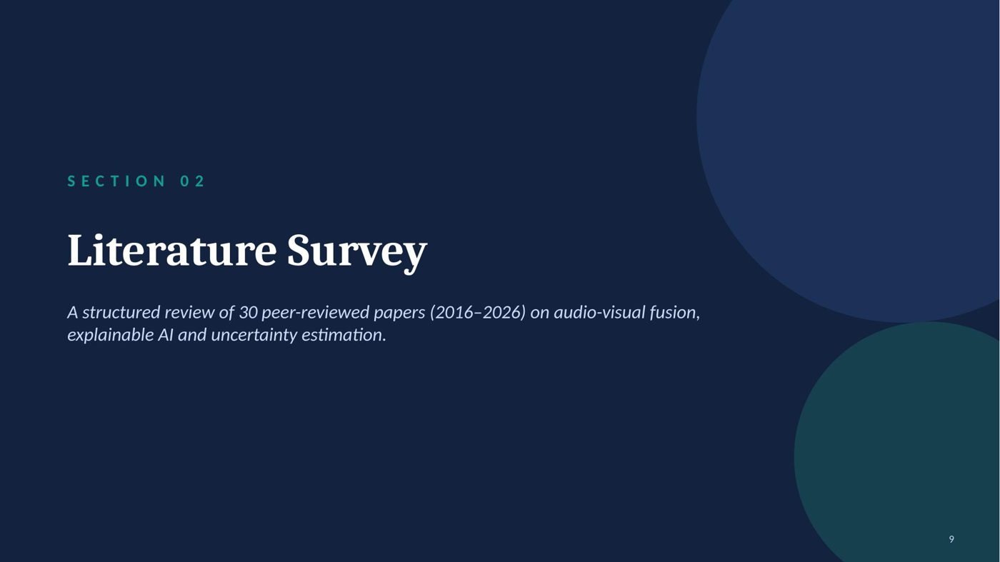 SECTION 02
Literature Survey
A structured review of 30 peer-reviewed papers (2016–2026) on audio-visual fusion,
explainable AI and uncertainty estimation.
9